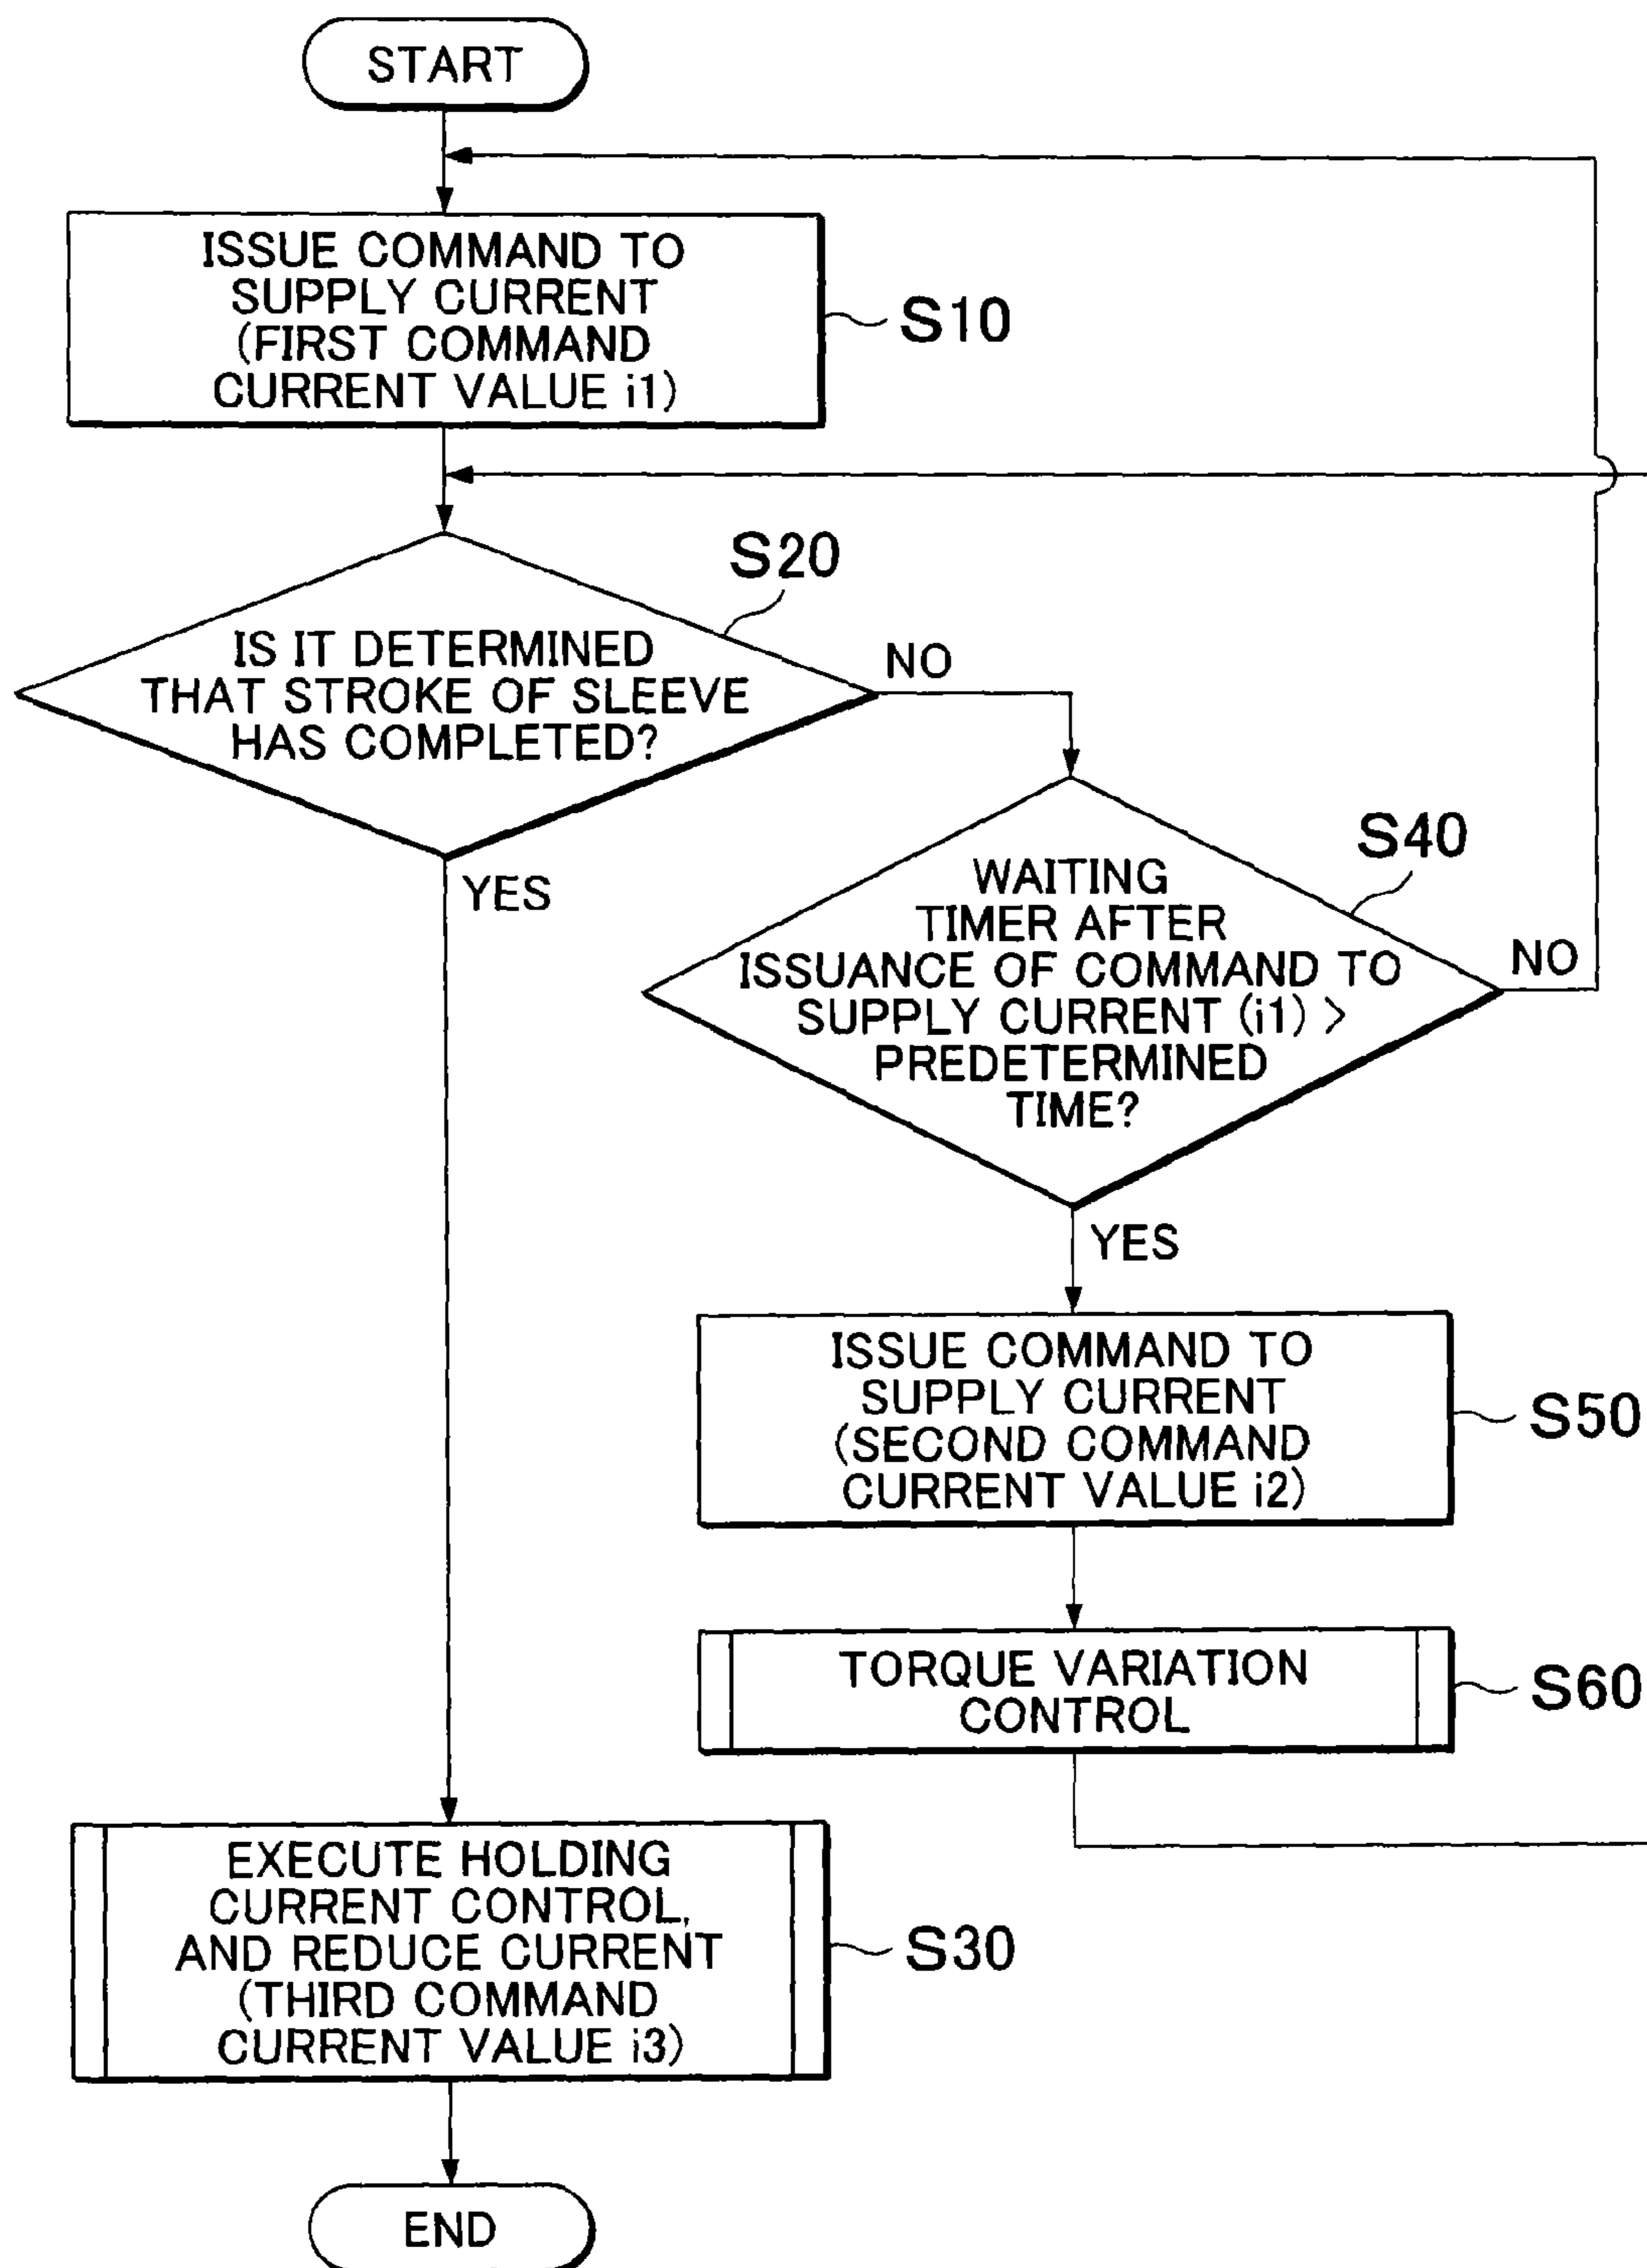 START
ISSUE COMMAND TO
SUPPLY CURRENT
(FIRST COMMAND
CURRENT VALUE i1)
S10
S20
IS IT DETERMINED
THAT STROKE OF SLEEVE
HAS COMPLETED?
NO
YES
S40
WAITING
TIMER AFTER
ISSUANCE OF COMMAND TO
SUPPLY CURRENT (i1) >
PREDETERMINED
TIME?
NO
YES
ISSUE COMMAND TO
SUPPLY CURRENT
(SECOND COMMAND
CURRENT VALUE i2)
S50
TORQUE VARIATION
CONTROL
S60
EXECUTE HOLDING
CURRENT CONTROL,
AND REDUCE CURRENT
(THIRD COMMAND
CURRENT VALUE i3)
S30
END